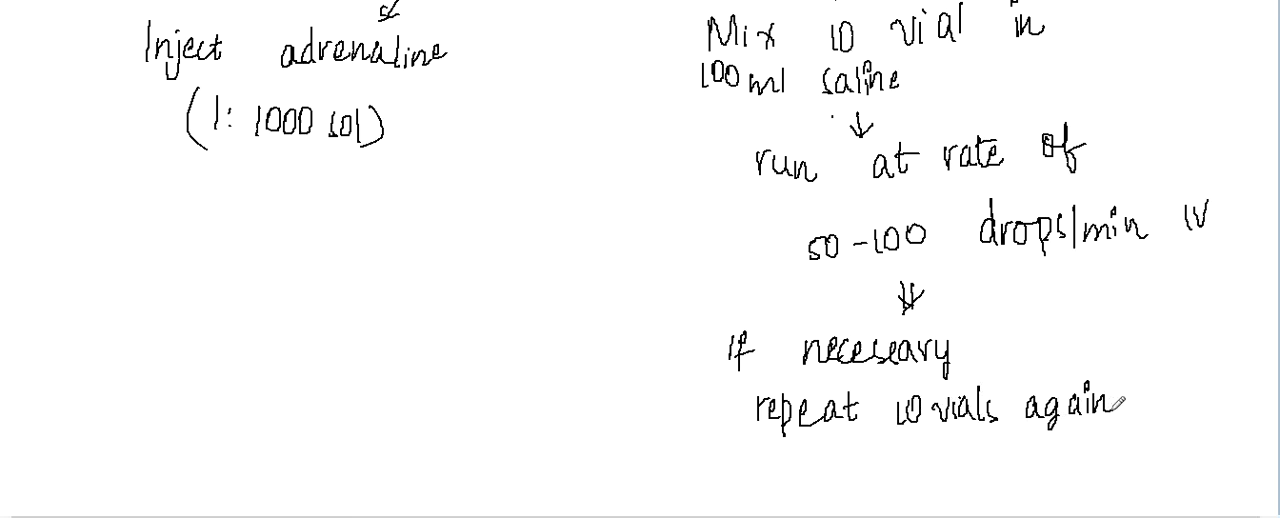 Inject adrenaline
(1: 1000 sol)
Mix 10 vial in
100 ml saline
run at rate of
50-100 drops/min IV
If necessary
repeat 10 vials again